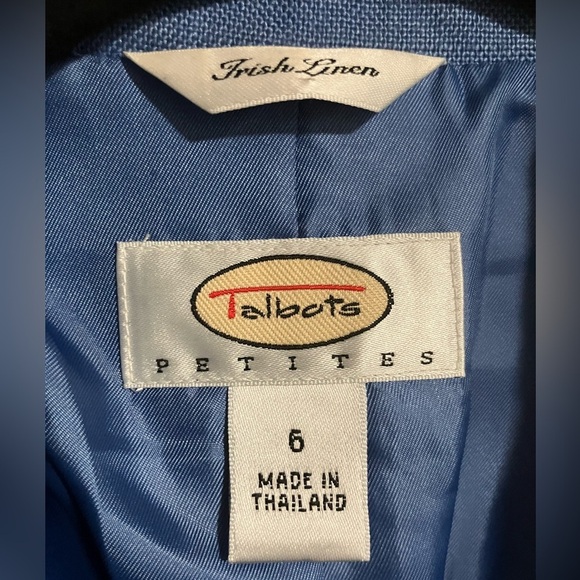 Irish Linen
Talbots
PETITES
6
MADE IN
THAILAND